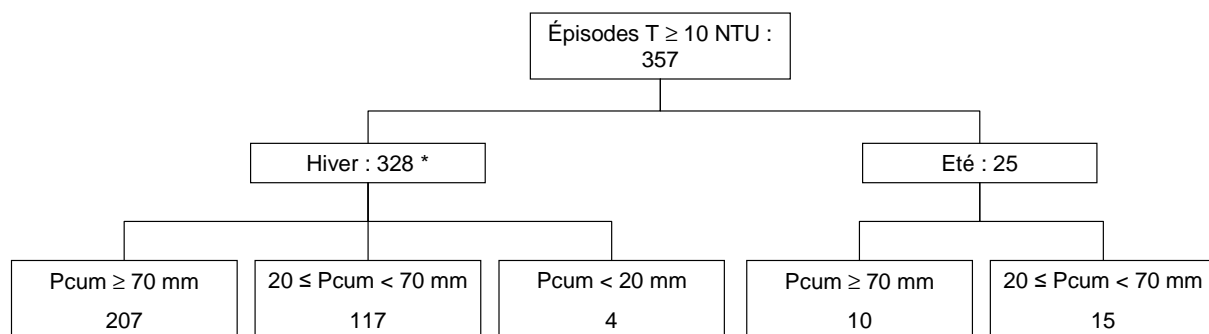 Épisodes T ≥ 10 NTU :
357
Hiver : 328 *
Eté : 25
Pcum ≥ 70 mm
207
20 ≤ Pcum < 70 mm
117
Pcum < 20 mm
4
Pcum ≥ 70 mm
10
20 ≤ Pcum < 70 mm
15